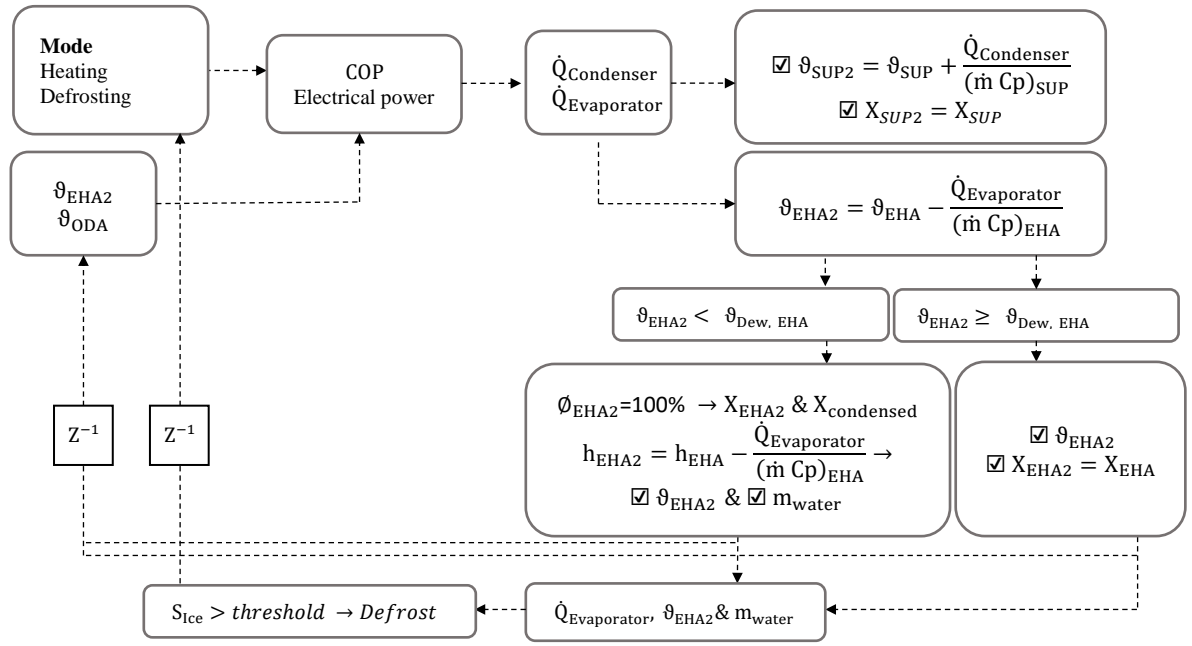 Mode
Heating
Defrosting
COP
Electrical power
Q̇Condenser
Q̇Evaporator
☑ ϑSUP2 = ϑSUP + Q̇Condenser / (ṁ Cp)SUP
☑ XSUP2 = XSUP
ϑEHA2
ϑODA
ϑEHA2 = ϑEHA − Q̇Evaporator / (ṁ Cp)EHA
ϑEHA2 < ϑDew, EHA
ϑEHA2 ≥ ϑDew, EHA
∅EHA2=100% → XEHA2 & Xcondensed
hEHA2 = hEHA − Q̇Evaporator / (ṁ Cp)EHA →
☑ ϑEHA2 & ☑ mwater
☑ ϑEHA2
☑ XEHA2 = XEHA
Z⁻¹
Z⁻¹
SIce > threshold → Defrost
Q̇Evaporator, ϑEHA2& mwater